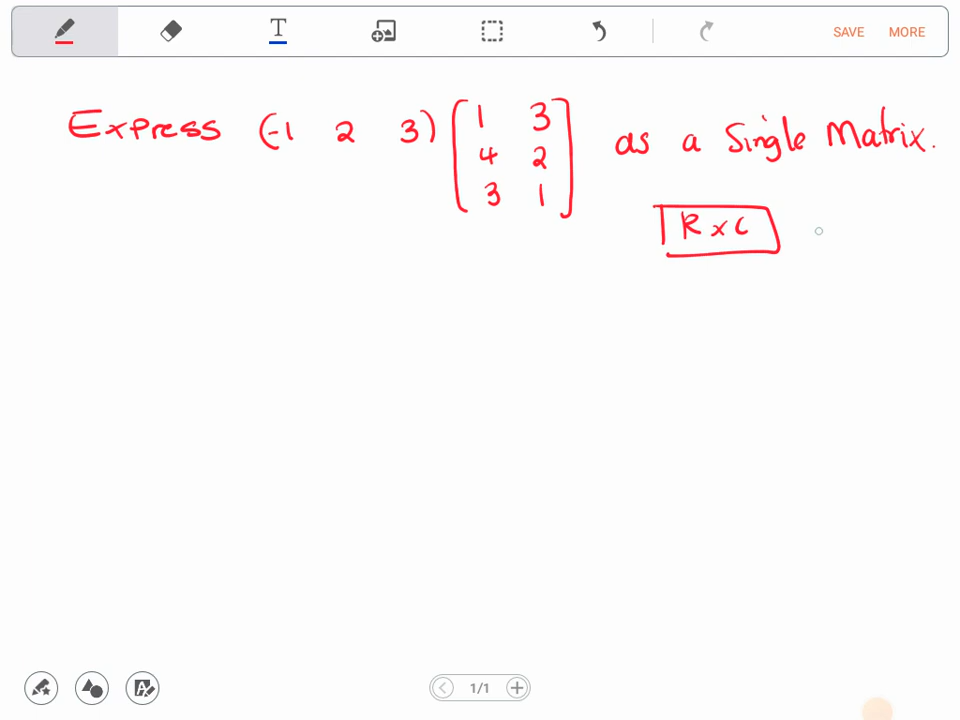 T SAVE MORE
Express (-1 2 3) [1 3 as a Single Matrix.
4 2
3 1]
R x C
A 1/1